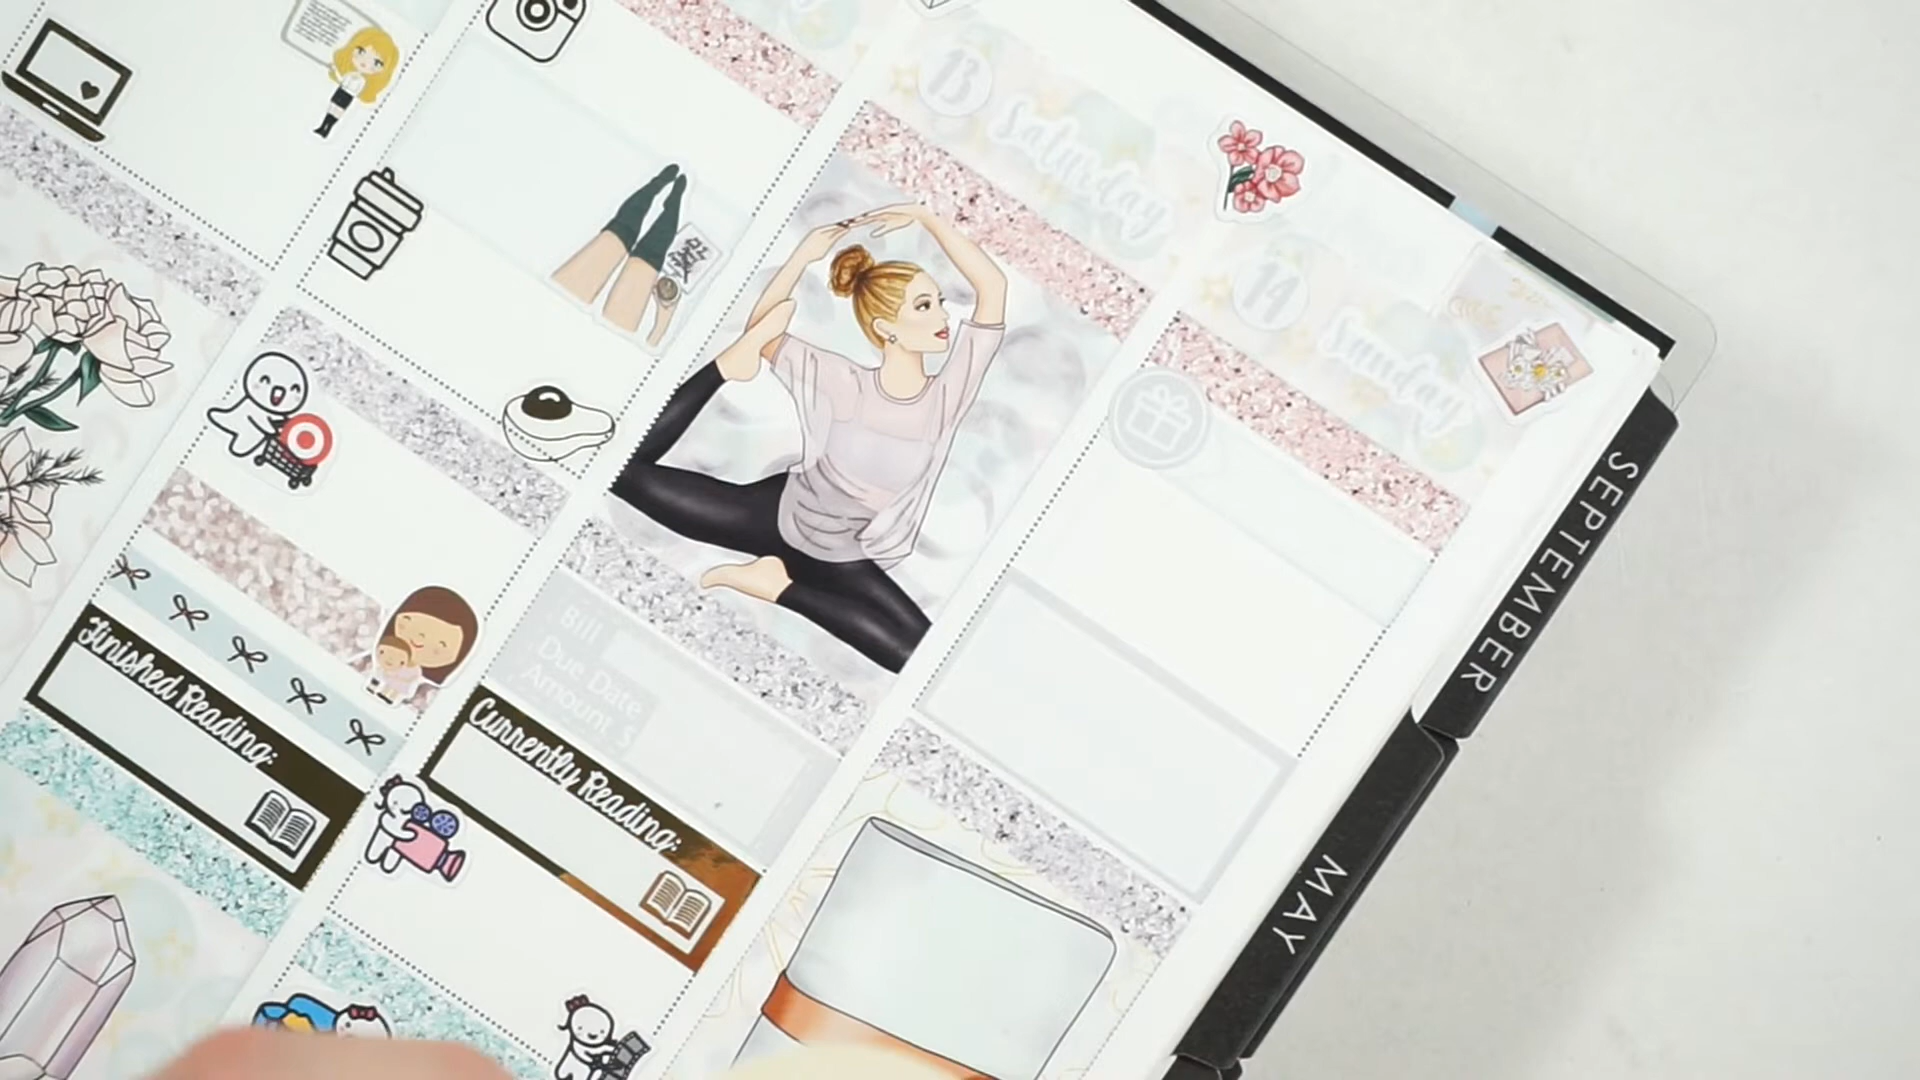 13
Saturday
14
Sunday
Finished Reading:
Bill
Due Date
Amount $
Currently Reading:
SEPTEMBER
MAY